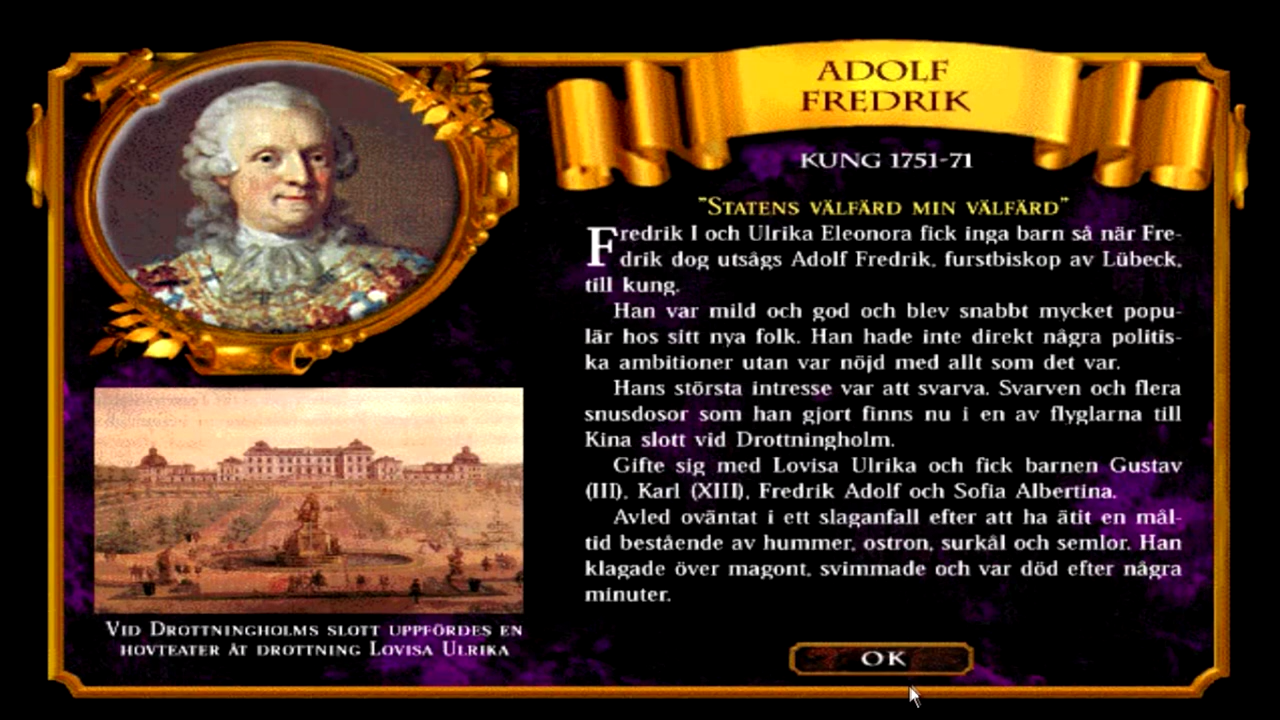 ADOLF
FREDRIK
KUNG 1751-71
"STATENS VÄLFÄRD MIN VÄLFÄRD"
Fredrik I och Ulrika Eleonora fick inga barn så när Fre-
drik dog utsågs Adolf Fredrik, furstbiskop av Lübeck,
till kung.
Han var mild och god och blev snabbt mycket popu-
lär hos sitt nya folk. Han hade inte direkt några politis-
ka ambitioner utan var nöjd med allt som det var.
Hans största intresse var att svarva. Svarven och flera
snusdosor som han gjort finns nu i en av flyglarna till
Kina slott vid Drottningholm.
Gifte sig med Lovisa Ulrika och fick barnen Gustav
(III), Karl (XIII), Fredrik Adolf och Sofia Albertina.
Avled oväntat i ett slaganfall efter att ha ätit en mål-
tid bestående av hummer, ostron, surkål och semlor. Han
klagade över magont, svimmade och var död efter några
minuter.
VID DROTTNINGHOLMS SLOTT UPPFÖRDES EN
HOVTEATER ÅT DROTTNING LOVISA ULRIKA
OK